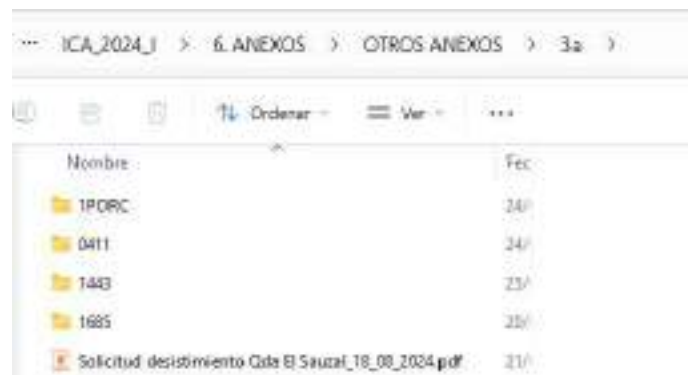 ··· ICA_2024_I > 6. ANEXOS > OTROS ANEXOS > 3a >
Ordenar Ver ···
Nombre Fec
1PORC 24/
0411 24/
1443 23/
1685 20/
Solicitud desistimiento Qda El Sauzal_18_08_2024.pdf 21/